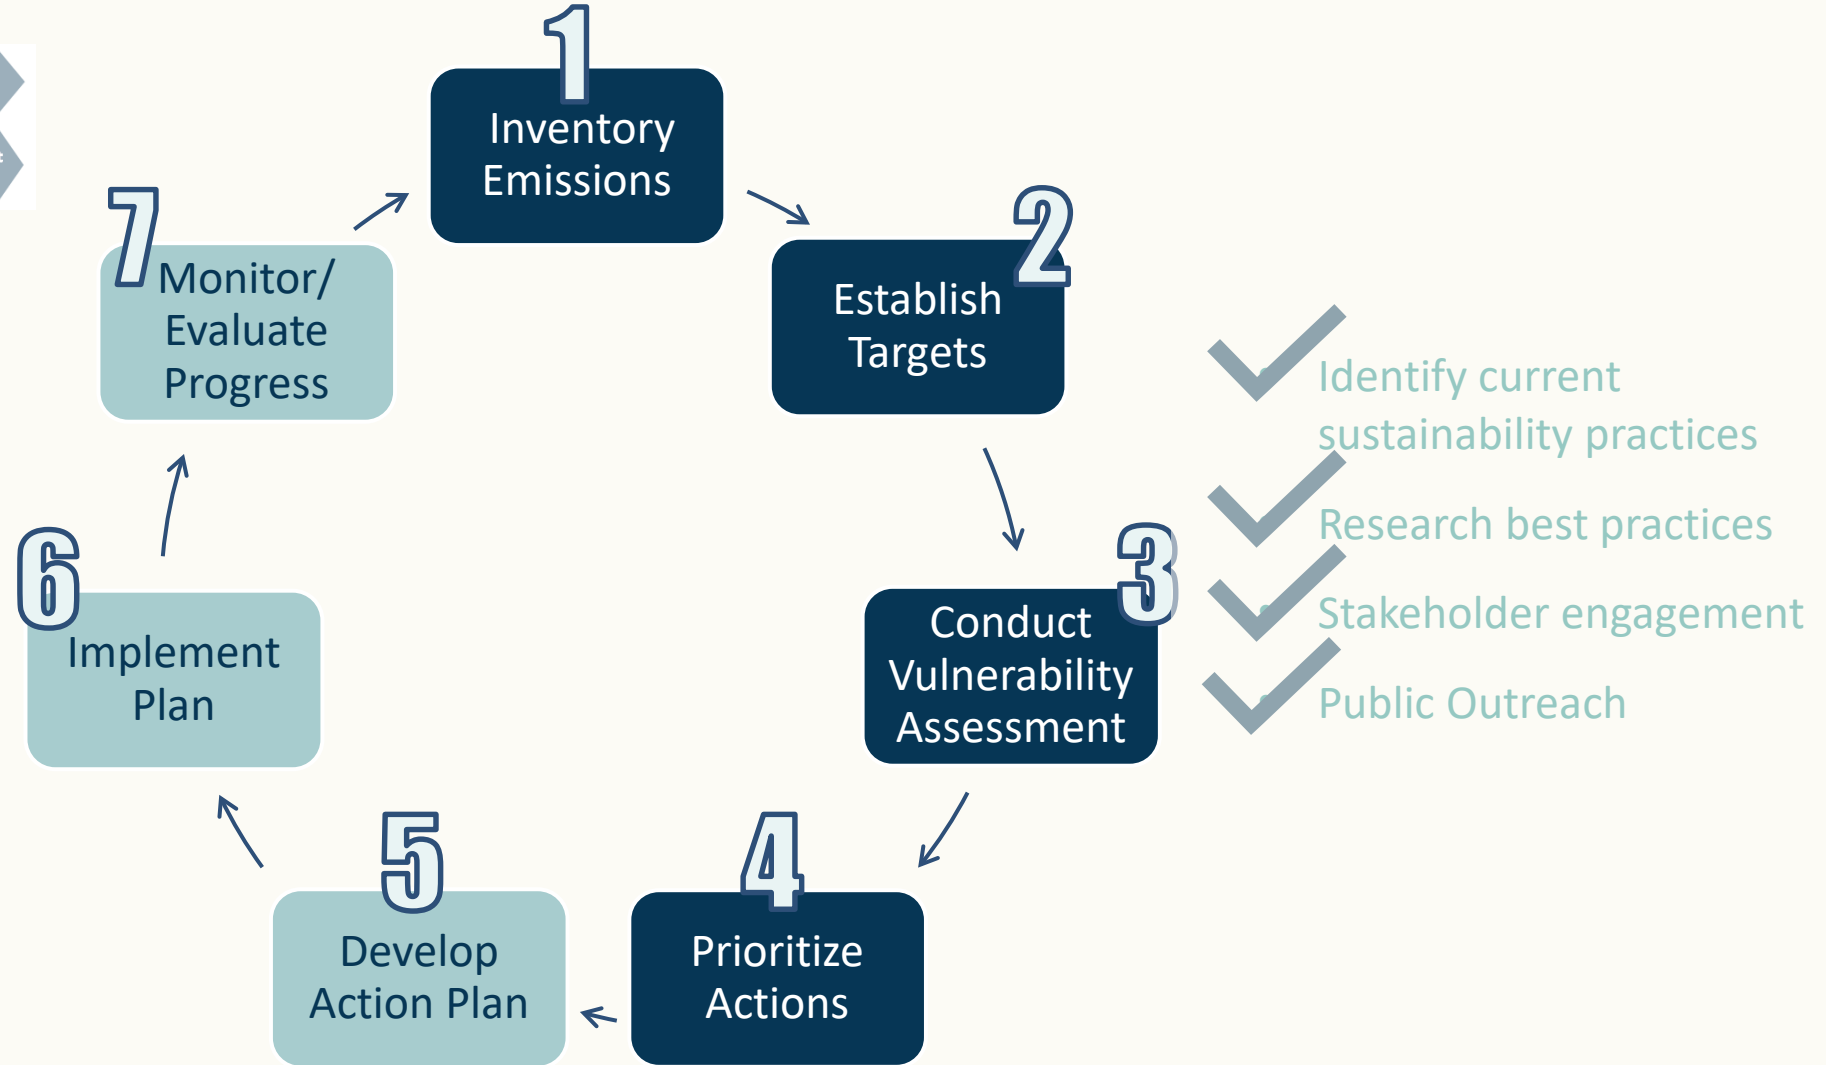 1
Inventory
Emissions
2
Establish
Targets
3
Conduct
Vulnerability
Assessment
4
Prioritize
Actions
5
Develop
Action Plan
6
Implement
Plan
7
Monitor/
Evaluate
Progress
Identify current
sustainability practices
Research best practices
Stakeholder engagement
Public Outreach